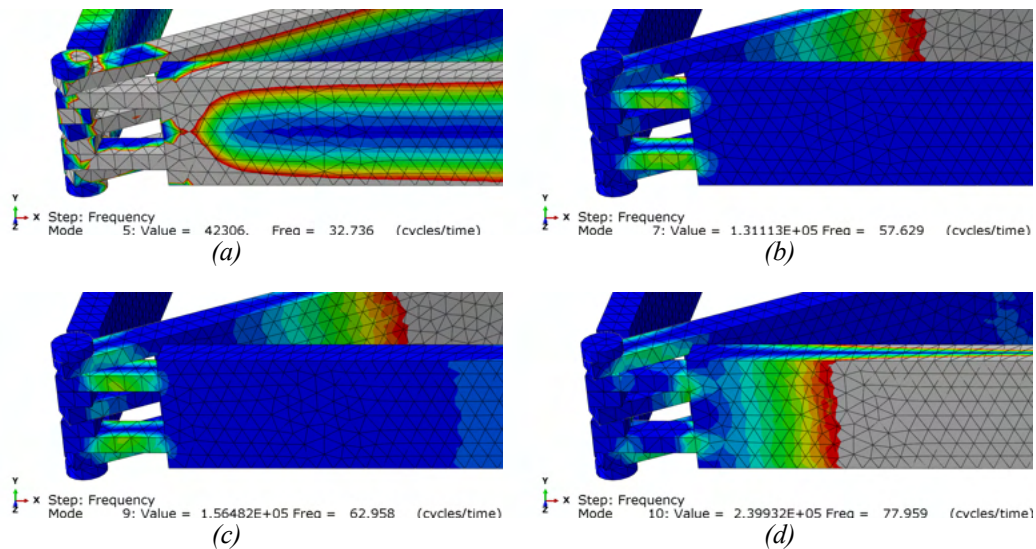 Y
X
Z
Step: Frequency
Mode 5: Value = 42306. Freq = 32.736 (cycles/time)
(a)
Y
X
Z
Step: Frequency
Mode 7: Value = 1.31113E+05 Freq = 57.629 (cycles/time)
(b)
Y
X
Z
Step: Frequency
Mode 9: Value = 1.56482E+05 Freq = 62.958 (cycles/time)
(c)
Y
X
Z
Step: Frequency
Mode 10: Value = 2.39932E+05 Freq = 77.959 (cycles/time)
(d)